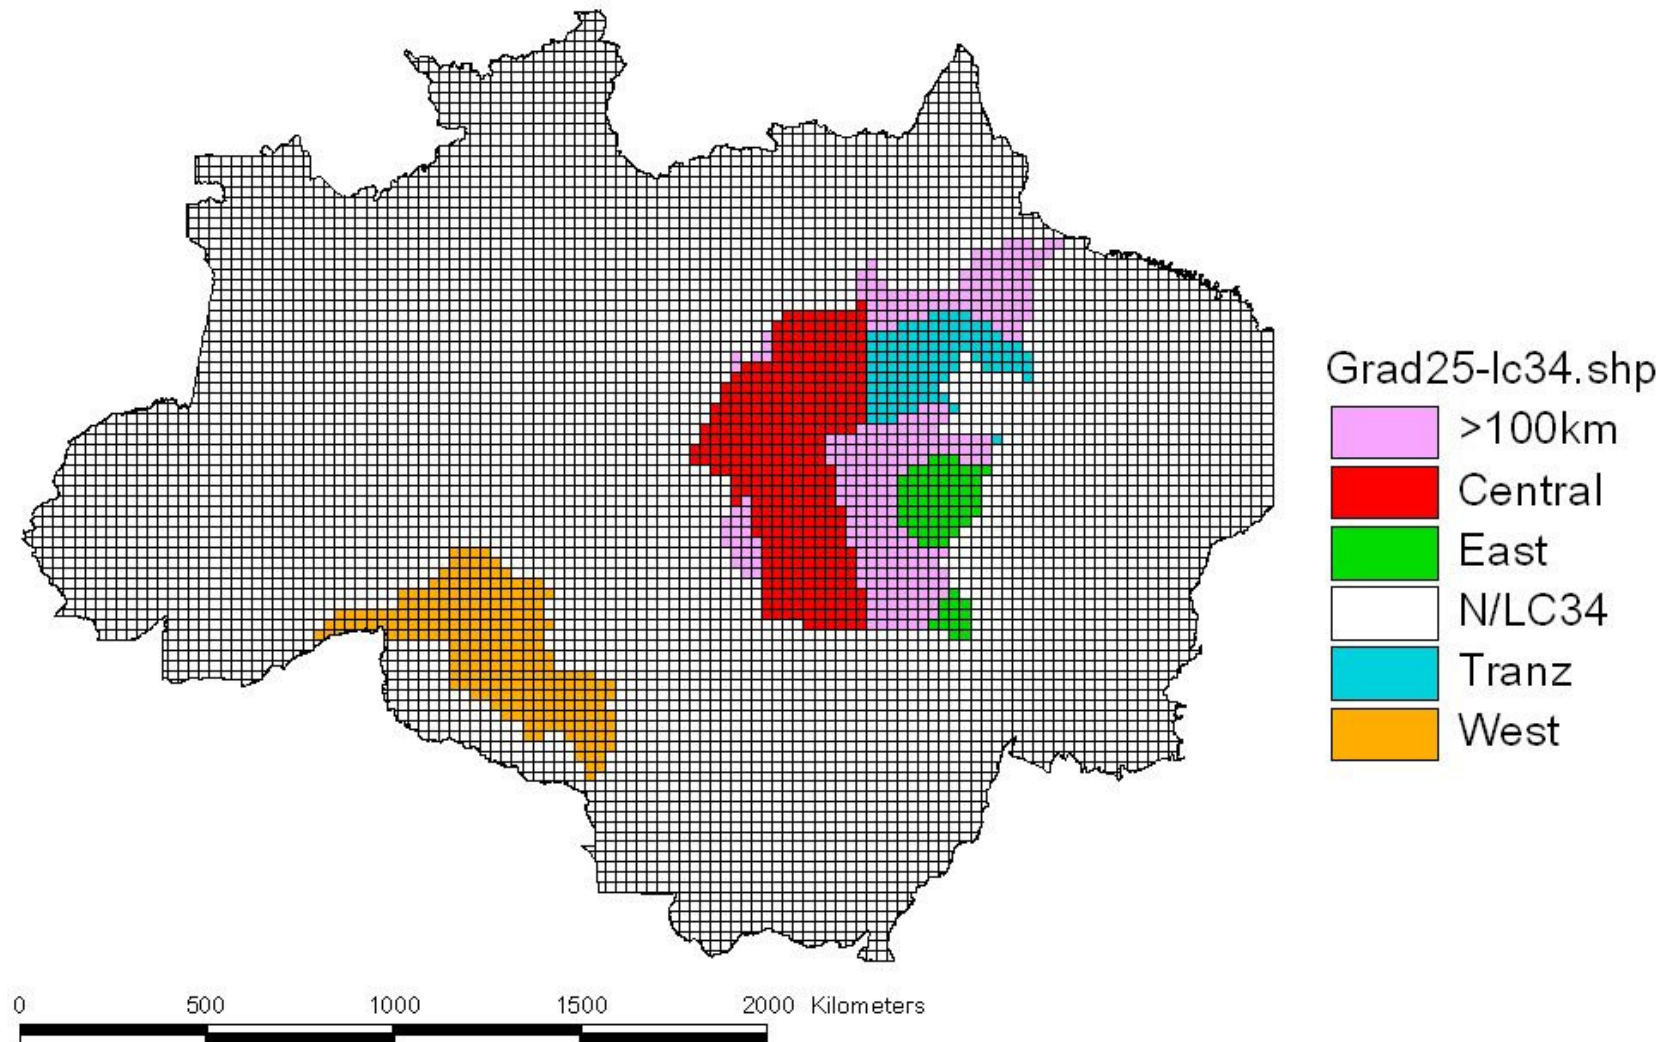 Grad25-lc34.shp
>100km
Central
East
N/LC34
Tranz
West
0 500 1000 1500 2000 Kilometers